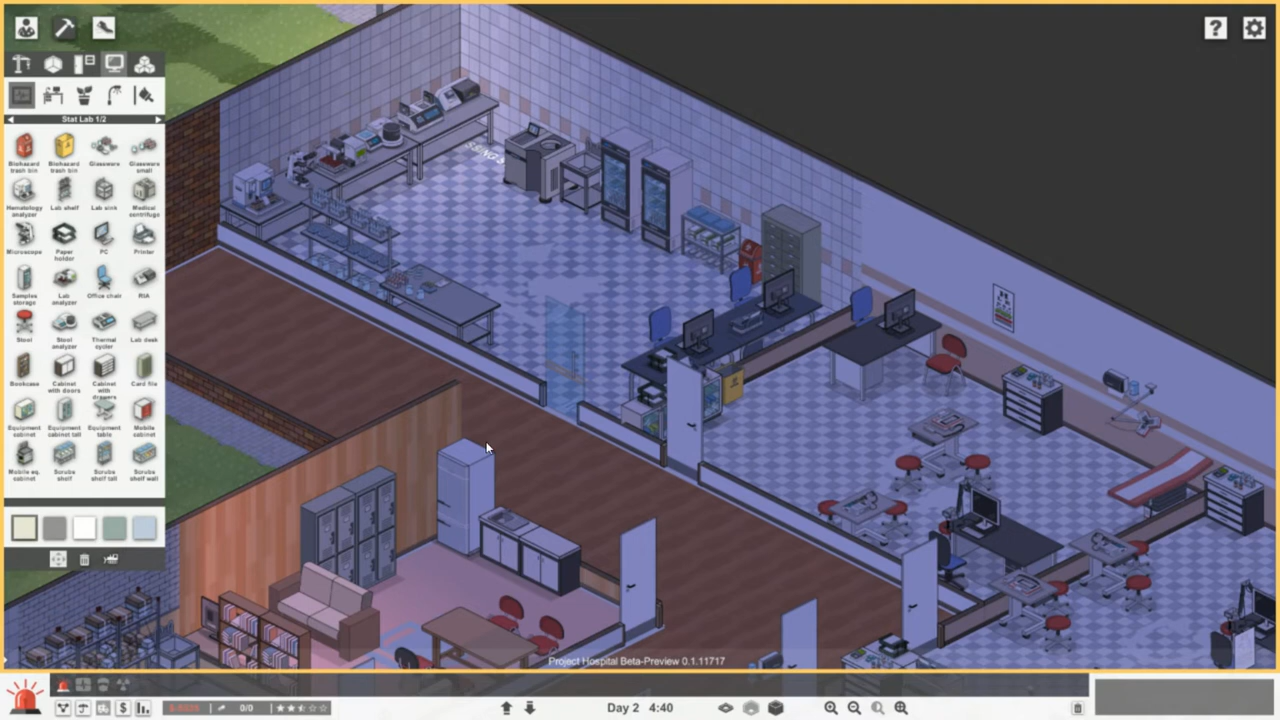 ?
Stat Lab 1/2
Biohazard trash bin
Biohazard trash bin
Glassware
Glassware small
Hematology analyzer
Lab shelf
Lab sink
Medical centrifuge
Microscope
Paper holder
PC
Printer
Samples storage
Lab analyzer
Office chair
RIA
Stool
Stool analyzer
Thermal cycler
Lab desk
Bookcase
Cabinet with doors
Cabinet with drawers
Card file
Equipment cabinet
Equipment cabinet tall
Equipment table
Mobile cabinet
Mobile eq. cabinet
Scrubs shelf
Scrubs shelf tall
Scrubs shelf wall
Project Hospital Beta-Preview 0.1.11717
$
0/0
Day 2 4:40